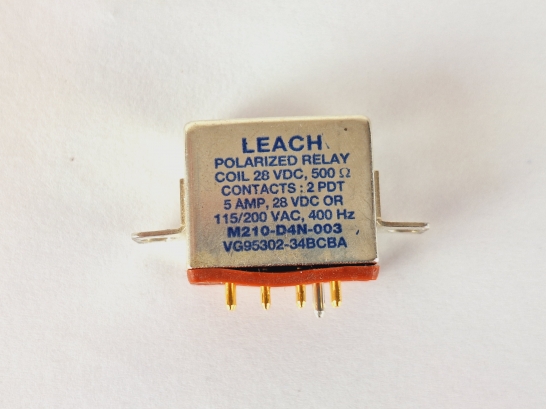 LEACH
POLARIZED RELAY
COIL 28 VDC, 500 Ω
CONTACTS : 2 PDT
5 AMP, 28 VDC OR
115/200 VAC, 400 Hz
M210-D4N-003
VG95302-34BCBA